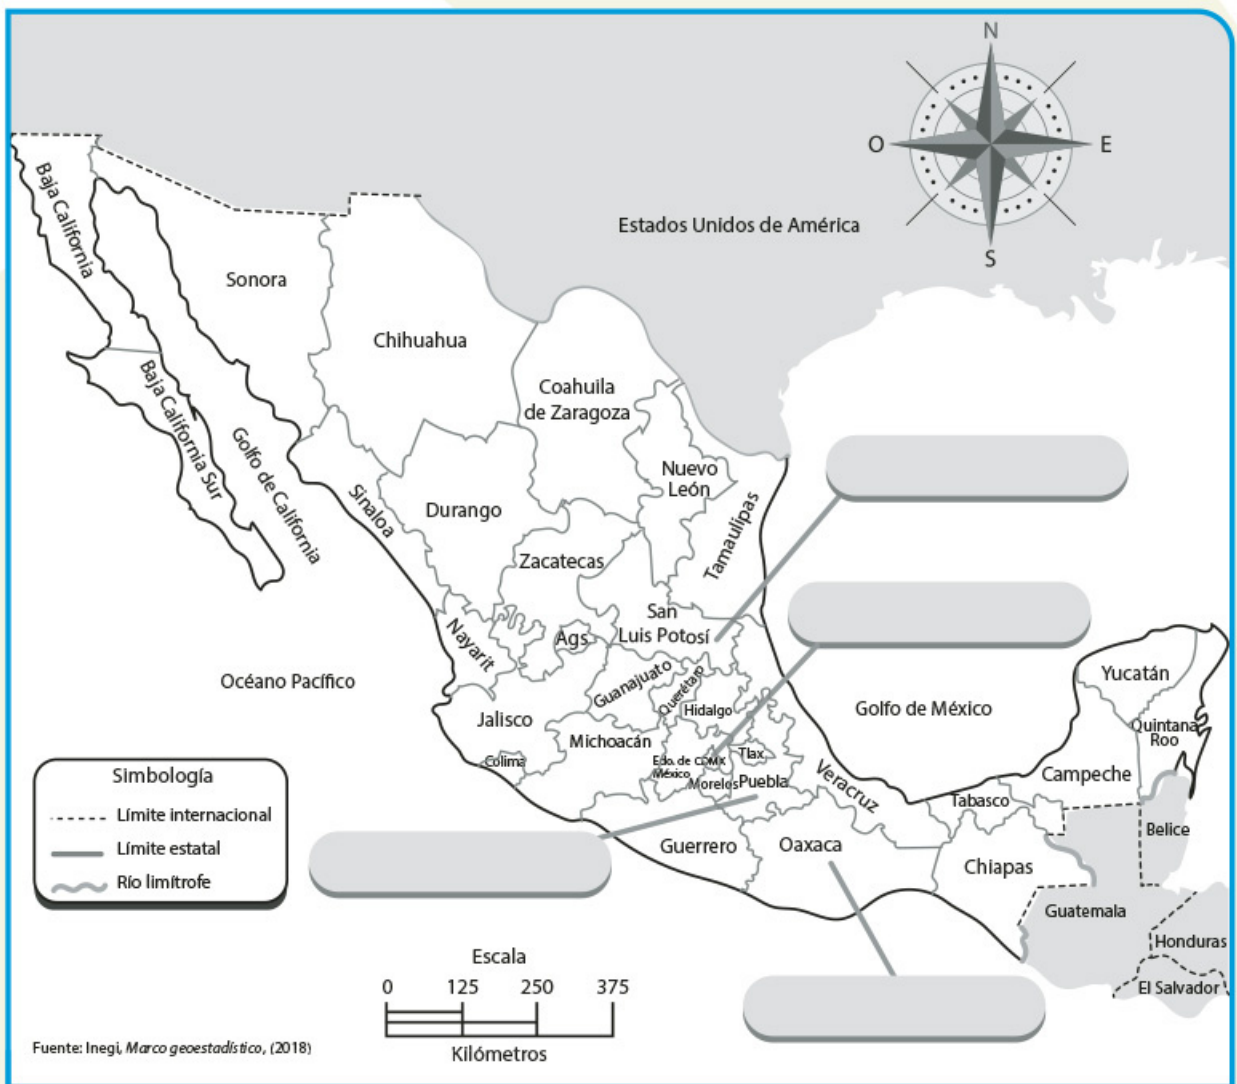 N
O
E
S
Estados Unidos de América
Baja California
Sonora
Chihuahua
Coahuila
de Zaragoza
Baja California Sur
Golfo de California
Nuevo
León
Sinaloa
Durango
Tamaulipas
Zacatecas
San
Luis Potosí
Ags.
Nayarit
Océano Pacífico
Guanajuato
Querétaro
Hidalgo
Jalisco
Golfo de México
Yucatán
Quintana
Roo
Michoacán
Colima
Edo. de
México
CDMX
Tlax
Morelos
Puebla
Veracruz
Campeche
Tabasco
Belice
Guerrero
Oaxaca
Chiapas
Guatemala
Honduras
El Salvador
Simbología
Límite internacional
Límite estatal
Río limítrofe
Escala
0 125 250 375
Kilómetros
Fuente: Inegi, Marco geoestadístico, (2018)